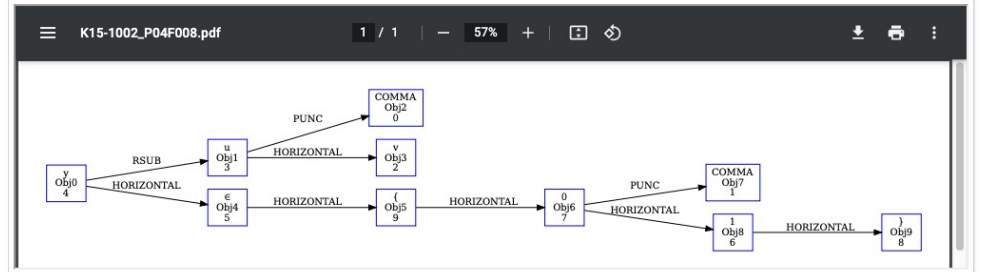 K15-1002_P04F008.pdf 1 / 1 57%
COMMA
Obj2
0
PUNC
u
Obj1
3
HORIZONTAL
v
Obj3
2
y
Obj0
4
RSUB
HORIZONTAL
∈
Obj4
5
HORIZONTAL
{
Obj5
9
HORIZONTAL
0
Obj6
7
PUNC
COMMA
Obj7
1
HORIZONTAL
1
Obj8
6
HORIZONTAL
}
Obj9
8